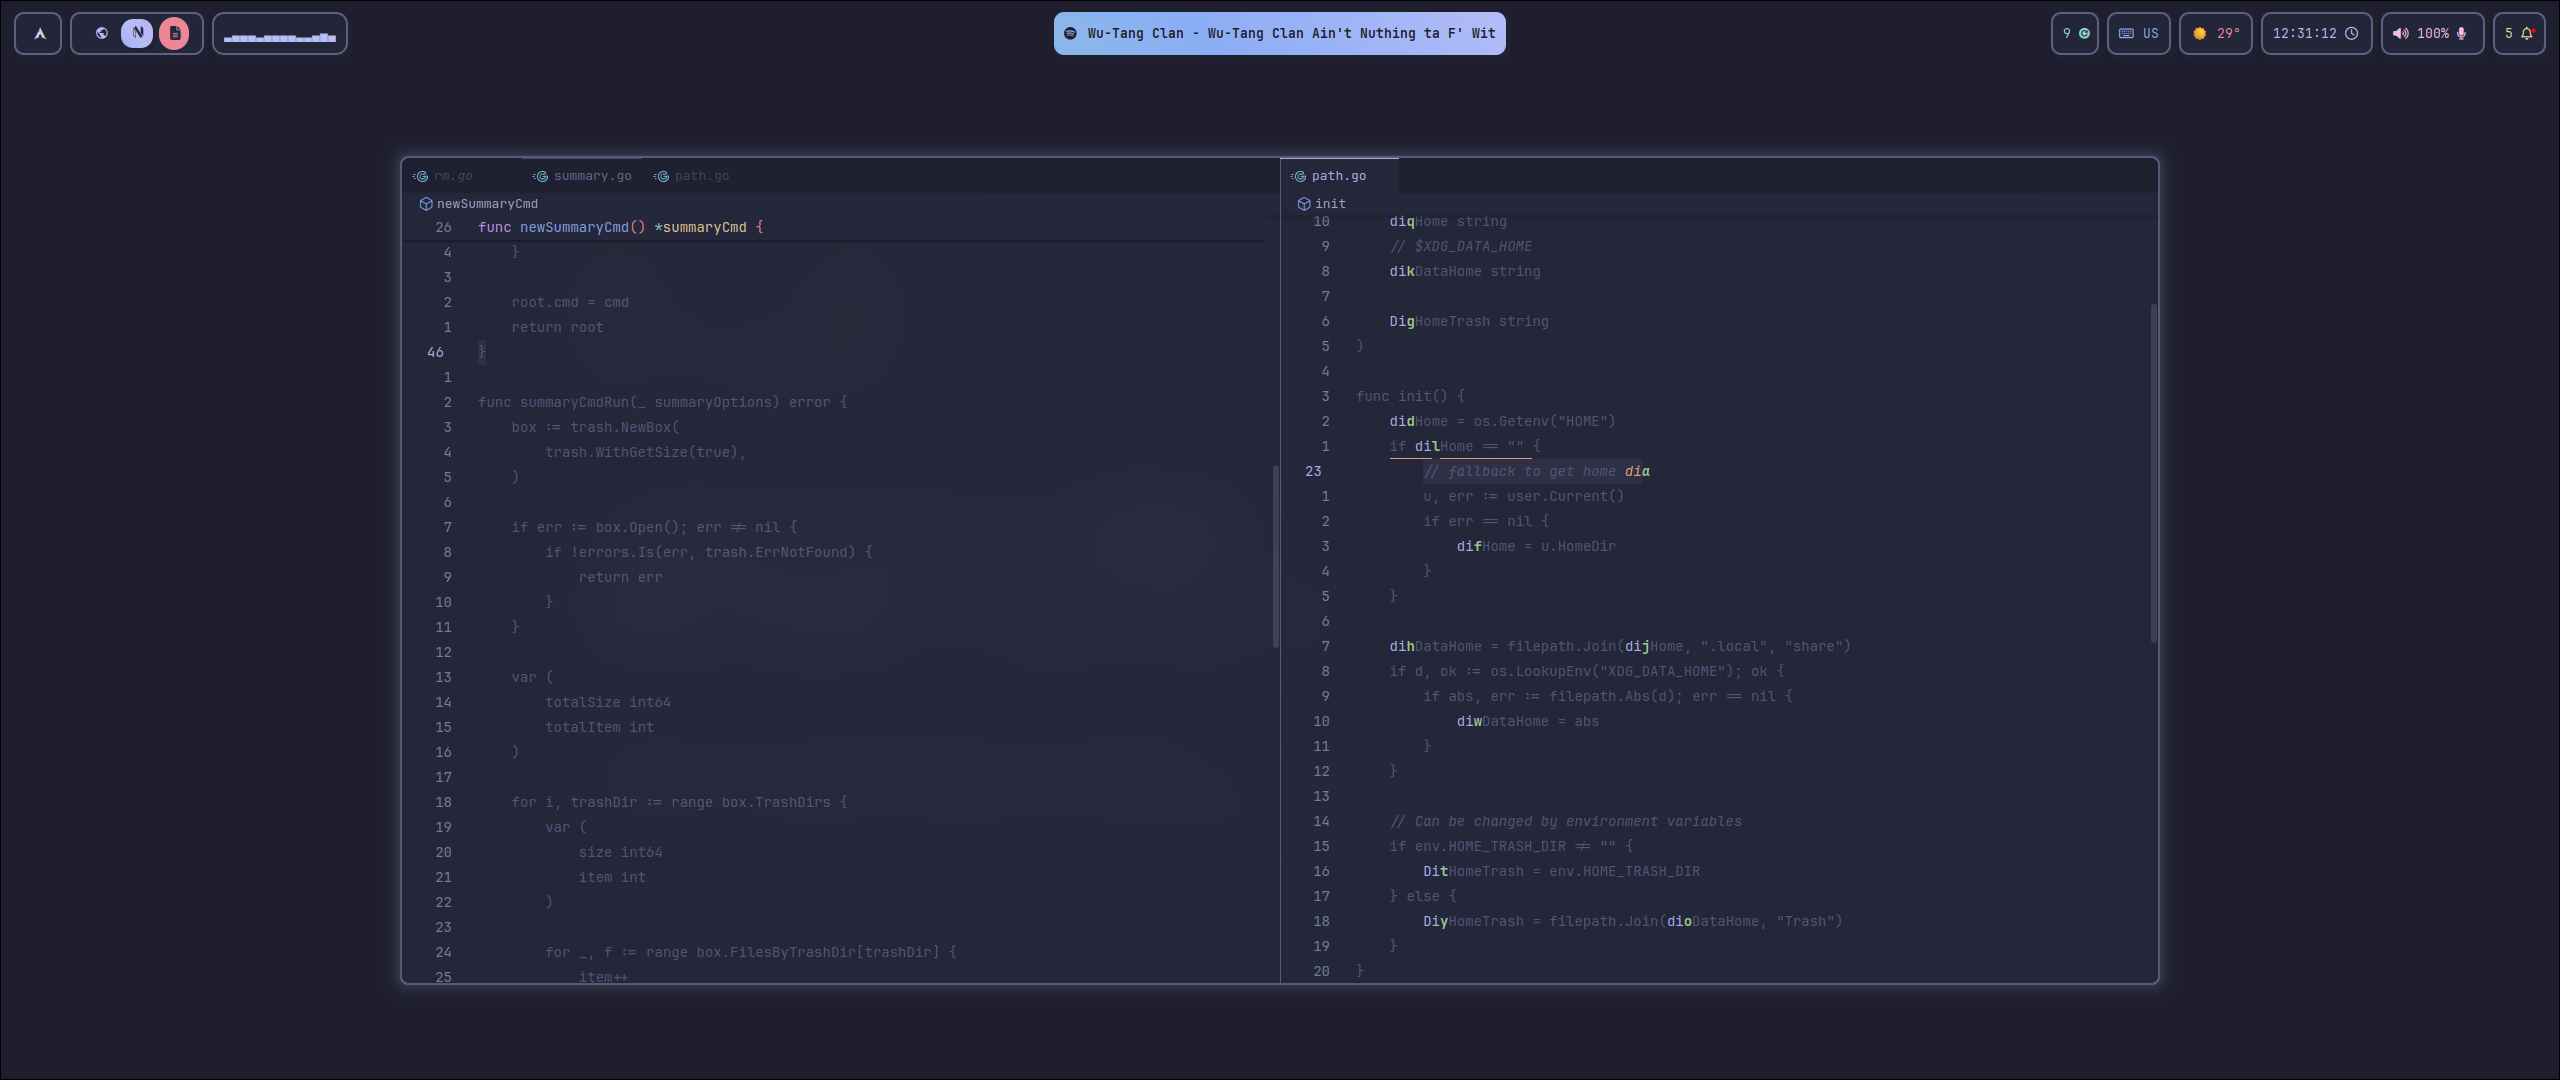 Wu-Tang Clan - Wu-Tang Clan Ain't Nuthing ta F' Wit
9
US
29°
12:31:12
100%
5
rm.go summary.go path.go
newSummaryCmd
26 func newSummaryCmd() *summaryCmd {
4 }
3
2 root.cmd = cmd
1 return root
46 }
1
2 func summaryCmdRun(_ summaryOptions) error {
3 box := trash.NewBox(
4 trash.WithGetSize(true),
5 )
6
7 if err := box.Open(); err != nil {
8 if !errors.Is(err, trash.ErrNotFound) {
9 return err
10 }
11 }
12
13 var (
14 totalSize int64
15 totalItem int
16 )
17
18 for i, trashDir := range box.TrashDirs {
19 var (
20 size int64
21 item int
22 )
23
24 for _, f := range box.FilesByTrashDir[trashDir] {
25 item++
path.go
init
10 diqHome string
9 // $XDG_DATA_HOME
8 dikDataHome string
7
6 DigHomeTrash string
5 )
4
3 func init() {
2 didHome = os.Getenv("HOME")
1 if dilHome == "" {
23 // fallback to get home dia
1 u, err := user.Current()
2 if err == nil {
3 difHome = u.HomeDir
4 }
5 }
6
7 dihDataHome = filepath.Join(dijHome, ".local", "share")
8 if d, ok := os.LookupEnv("XDG_DATA_HOME"); ok {
9 if abs, err := filepath.Abs(d); err == nil {
10 diwDataHome = abs
11 }
12 }
13
14 // Can be changed by environment variables
15 if env.HOME_TRASH_DIR != "" {
16 DitHomeTrash = env.HOME_TRASH_DIR
17 } else {
18 DiyHomeTrash = filepath.Join(dioDataHome, "Trash")
19 }
20 }